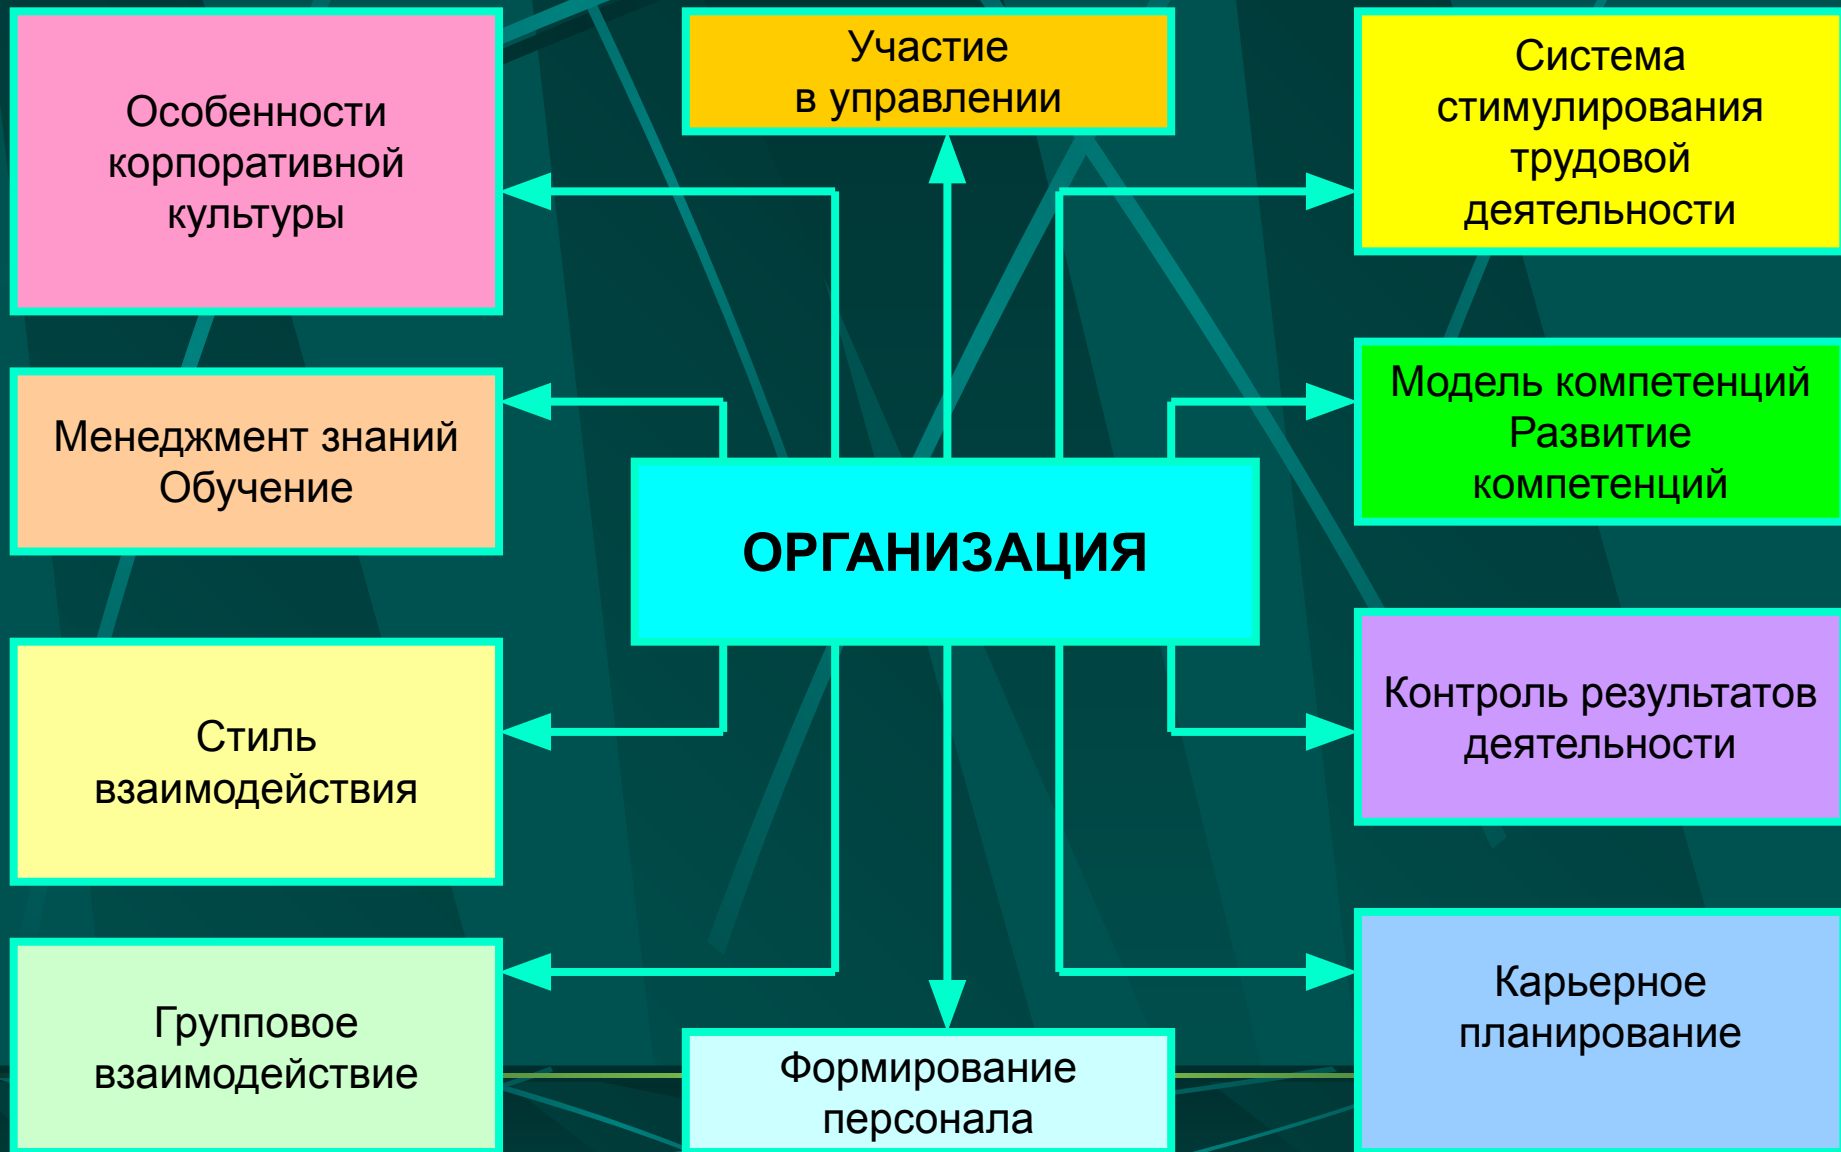 Особенности
корпоративной
культуры
Участие
в управлении
Система
стимулирования
трудовой
деятельности
Менеджмент знаний
Обучение
Модель компетенций
Развитие
компетенций
ОРГАНИЗАЦИЯ
Стиль
взаимодействия
Контроль результатов
деятельности
Групповое
взаимодействие
Формирование
персонала
Карьерное
планирование